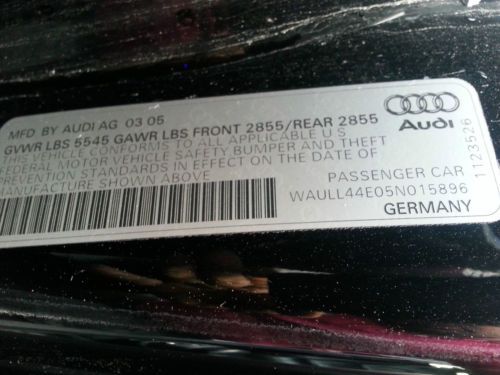 MFD BY AUDI AG 03 05
GVWR LBS 5545 GAWR LBS FRONT 2855/REAR 2855
THIS VEHICLE CONFORMS TO ALL APPLICABLE U S
FEDERAL MOTOR VEHICLE SAFETY BUMPER AND THEFT
PREVENTION STANDARDS IN EFFECT ON THE DATE OF
MANUFACTURE SHOWN ABOVE
Audi
PASSENGER CAR
WAULL44E05N015896
GERMANY
1123526